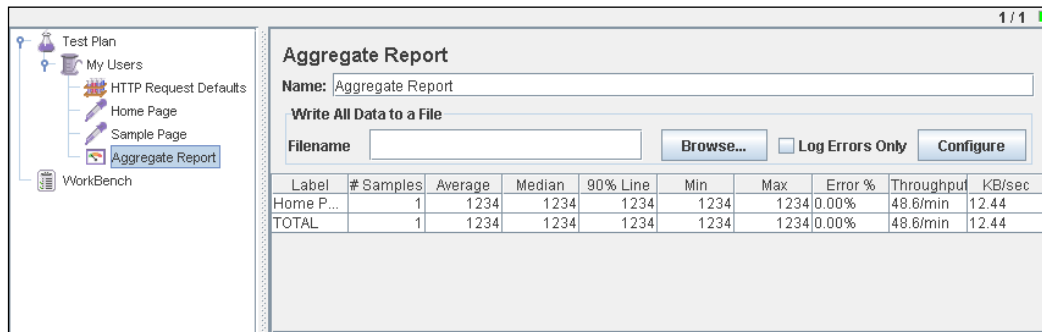 1 / 1
Test Plan
My Users
HTTP Request Defaults
Home Page
Sample Page
Aggregate Report
WorkBench
Aggregate Report
Name: Aggregate Report
Write All Data to a File
Filename Browse... Log Errors Only Configure
Label # Samples Average Median 90% Line Min Max Error % Throughput KB/sec
Home P... 1 1234 1234 1234 1234 1234 0.00% 48.6/min 12.44
TOTAL 1 1234 1234 1234 1234 1234 0.00% 48.6/min 12.44